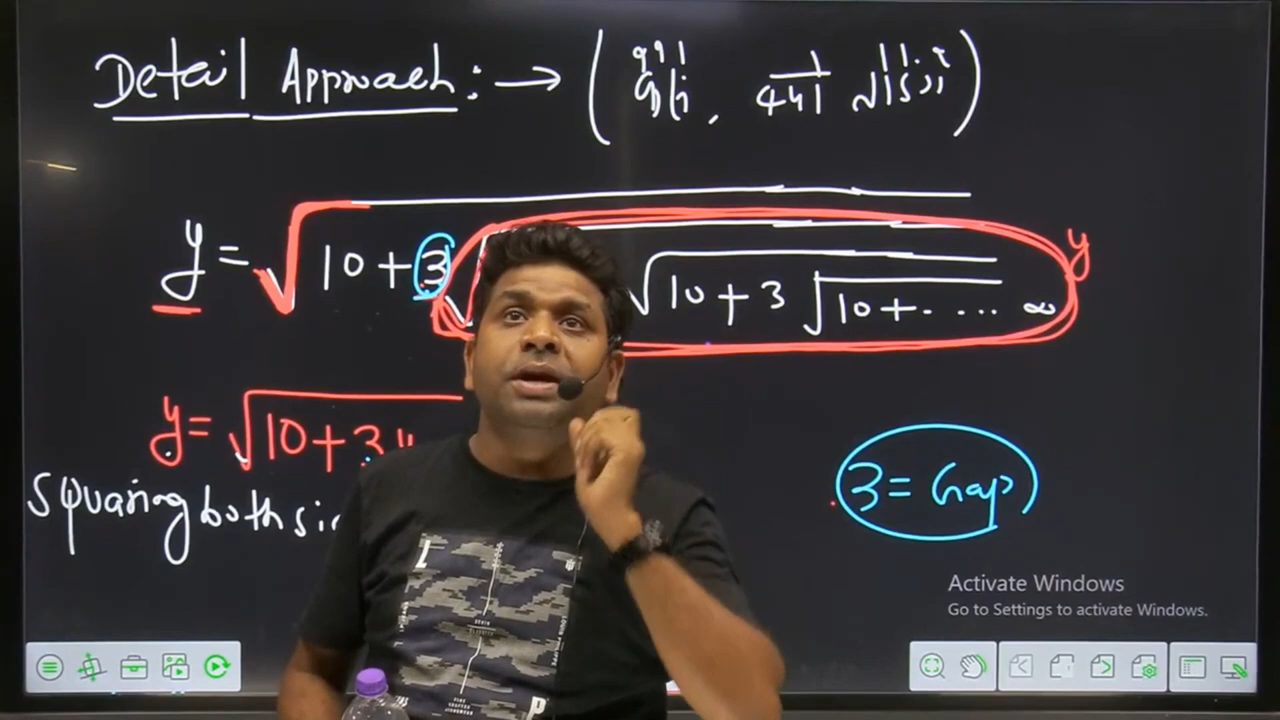 Detail Approach : →
y = √10 + 3√ √10 + 3√10 + . .... ∞ y
y = √10 + 3y
squaring both si
3 = Gap
Activate Windows
Go to Settings to activate Windows.